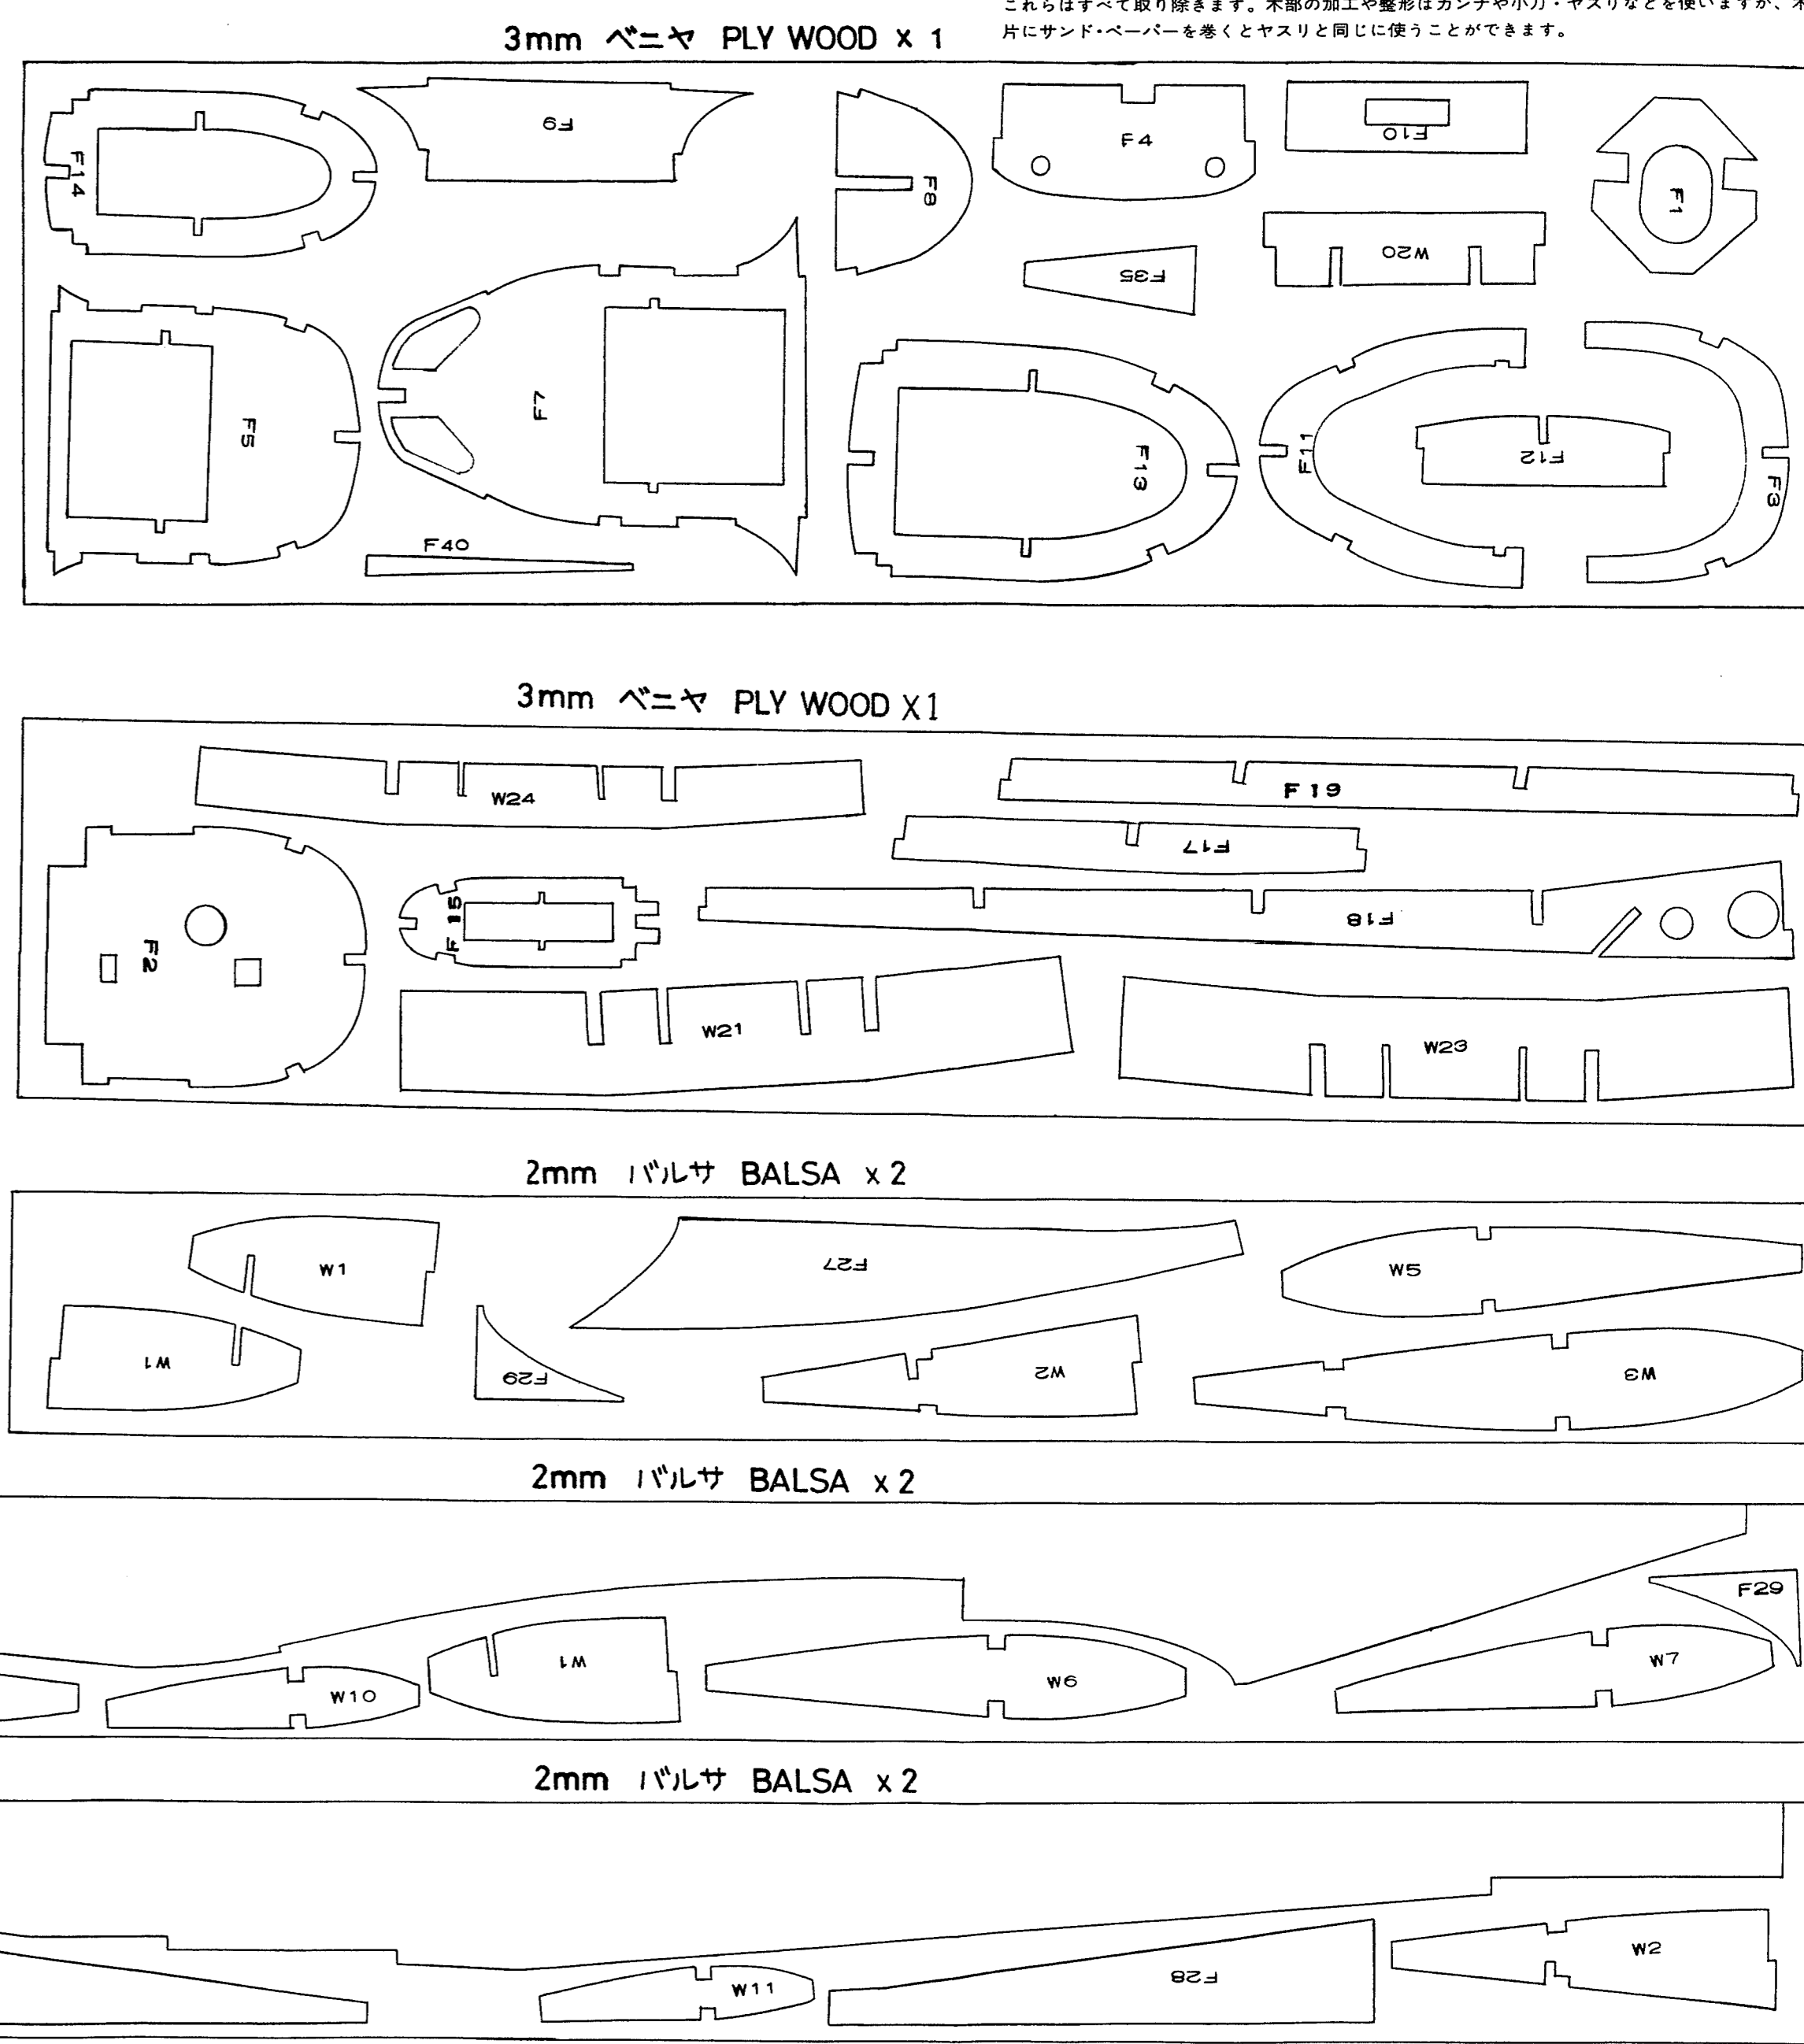 これらはすべて取り除きます。木部の加工や整形はカンナや小刀・ヤスリなどを使いますが、木
片にサンド・ペーパーを巻くとヤスリと同じに使うことができます。
3mm ベニヤ PLY WOOD X 1
F14
F9
F8
F4
F10
F1
W20
F35
F5
F7
F13
F11
F12
F3
F40
3mm ベニヤ PLY WOOD X1
W24
F19
F17
F2
F15
F18
W21
W23
2mm バルサ BALSA x 2
W1
F27
W5
W1
F29
W2
W3
2mm バルサ BALSA x 2
F29
W10
W1
W6
W7
2mm バルサ BALSA x 2
W11
F28
W2